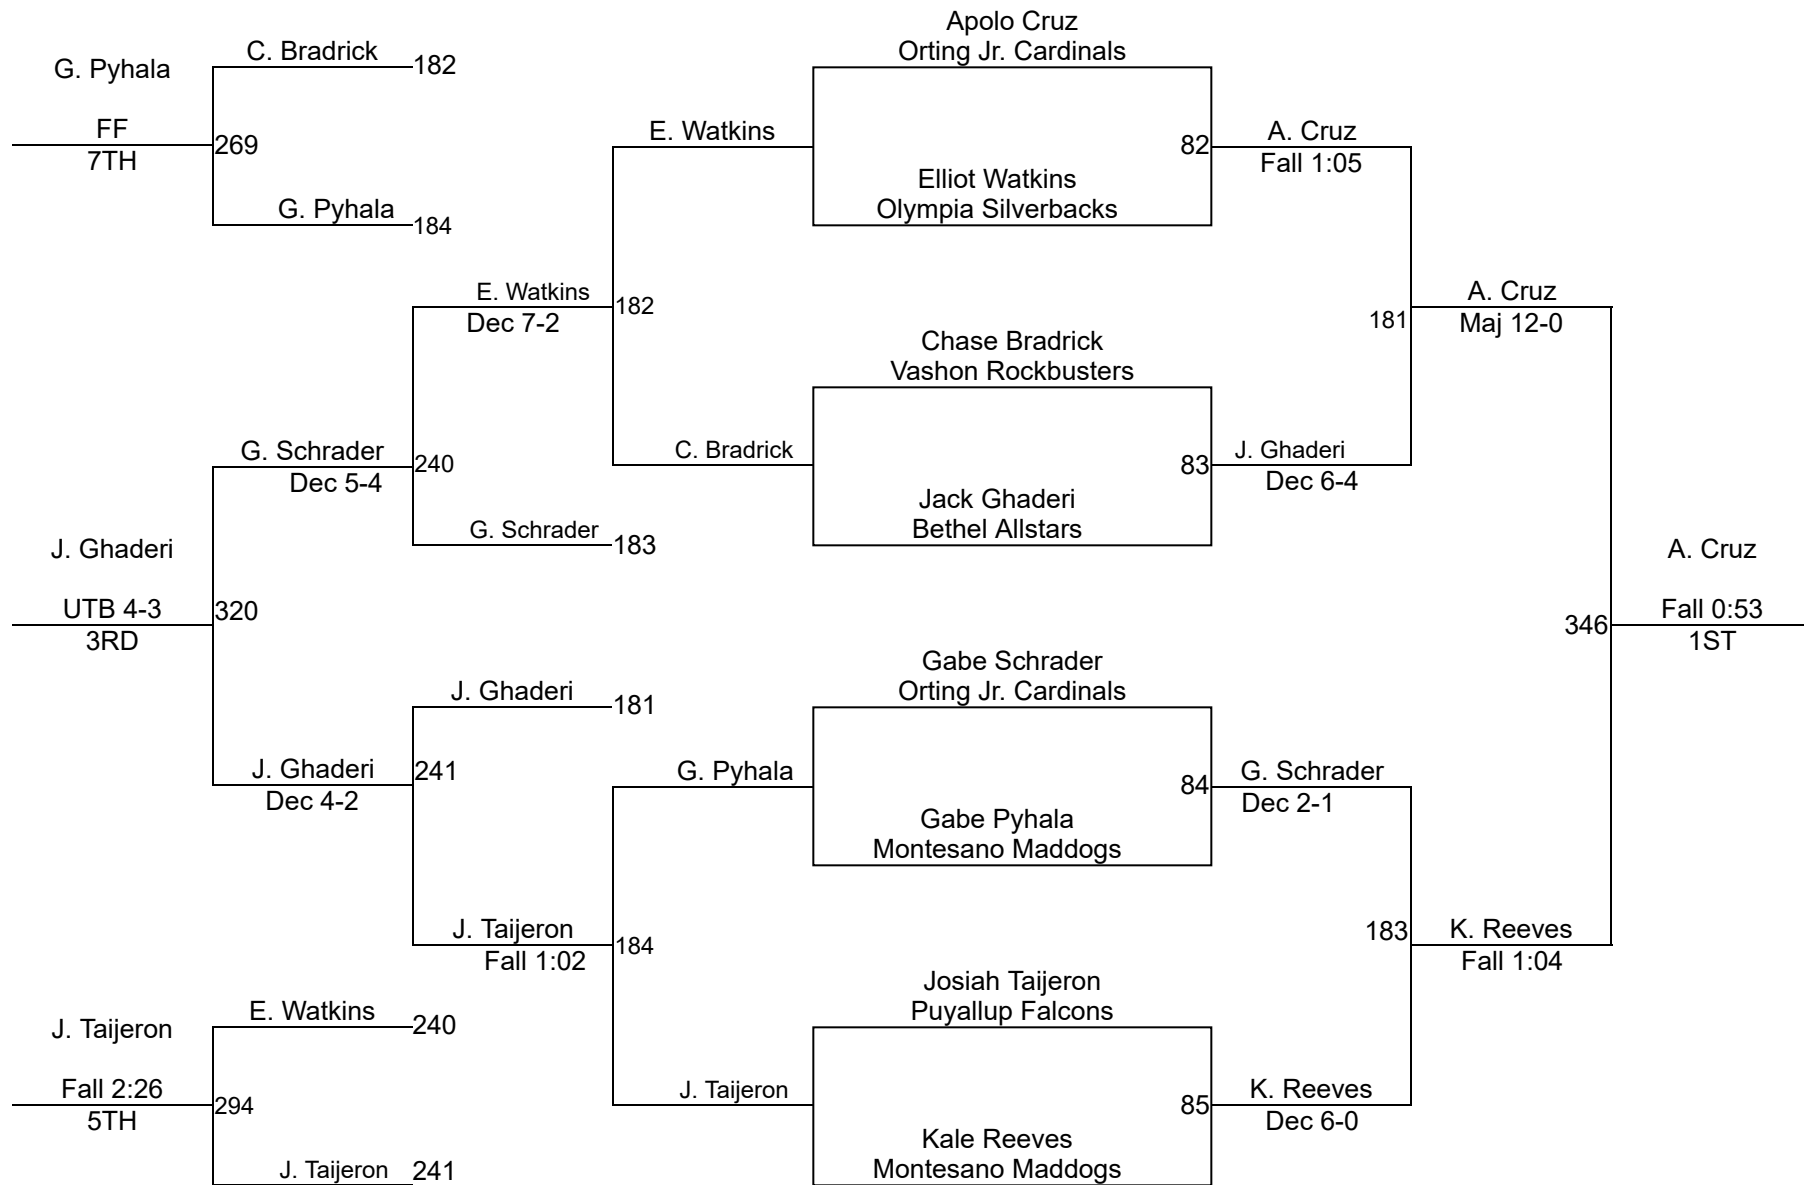 Apolo Cruz
Orting Jr. Cardinals
C. Bradrick
182
G. Pyhala
FF
7TH
269
E. Watkins
82
A. Cruz
Fall 1:05
Elliot Watkins
Olympia Silverbacks
G. Pyhala
184
E. Watkins
Dec 7-2
182
A. Cruz
Maj 12-0
181
Chase Bradrick
Vashon Rockbusters
G. Schrader
Dec 5-4
240
C. Bradrick
83
J. Ghaderi
Dec 6-4
Jack Ghaderi
Bethel Allstars
G. Schrader
183
J. Ghaderi
UTB 4-3
3RD
320
A. Cruz
346
Fall 0:53
1ST
Gabe Schrader
Orting Jr. Cardinals
J. Ghaderi
181
J. Ghaderi
Dec 4-2
241
G. Pyhala
84
G. Schrader
Dec 2-1
Gabe Pyhala
Montesano Maddogs
J. Taijeron
Fall 1:02
184
183
K. Reeves
Fall 1:04
Josiah Taijeron
Puyallup Falcons
E. Watkins
240
J. Taijeron
Fall 2:26
5TH
294
J. Taijeron
85
K. Reeves
Dec 6-0
Kale Reeves
Montesano Maddogs
J. Taijeron
241